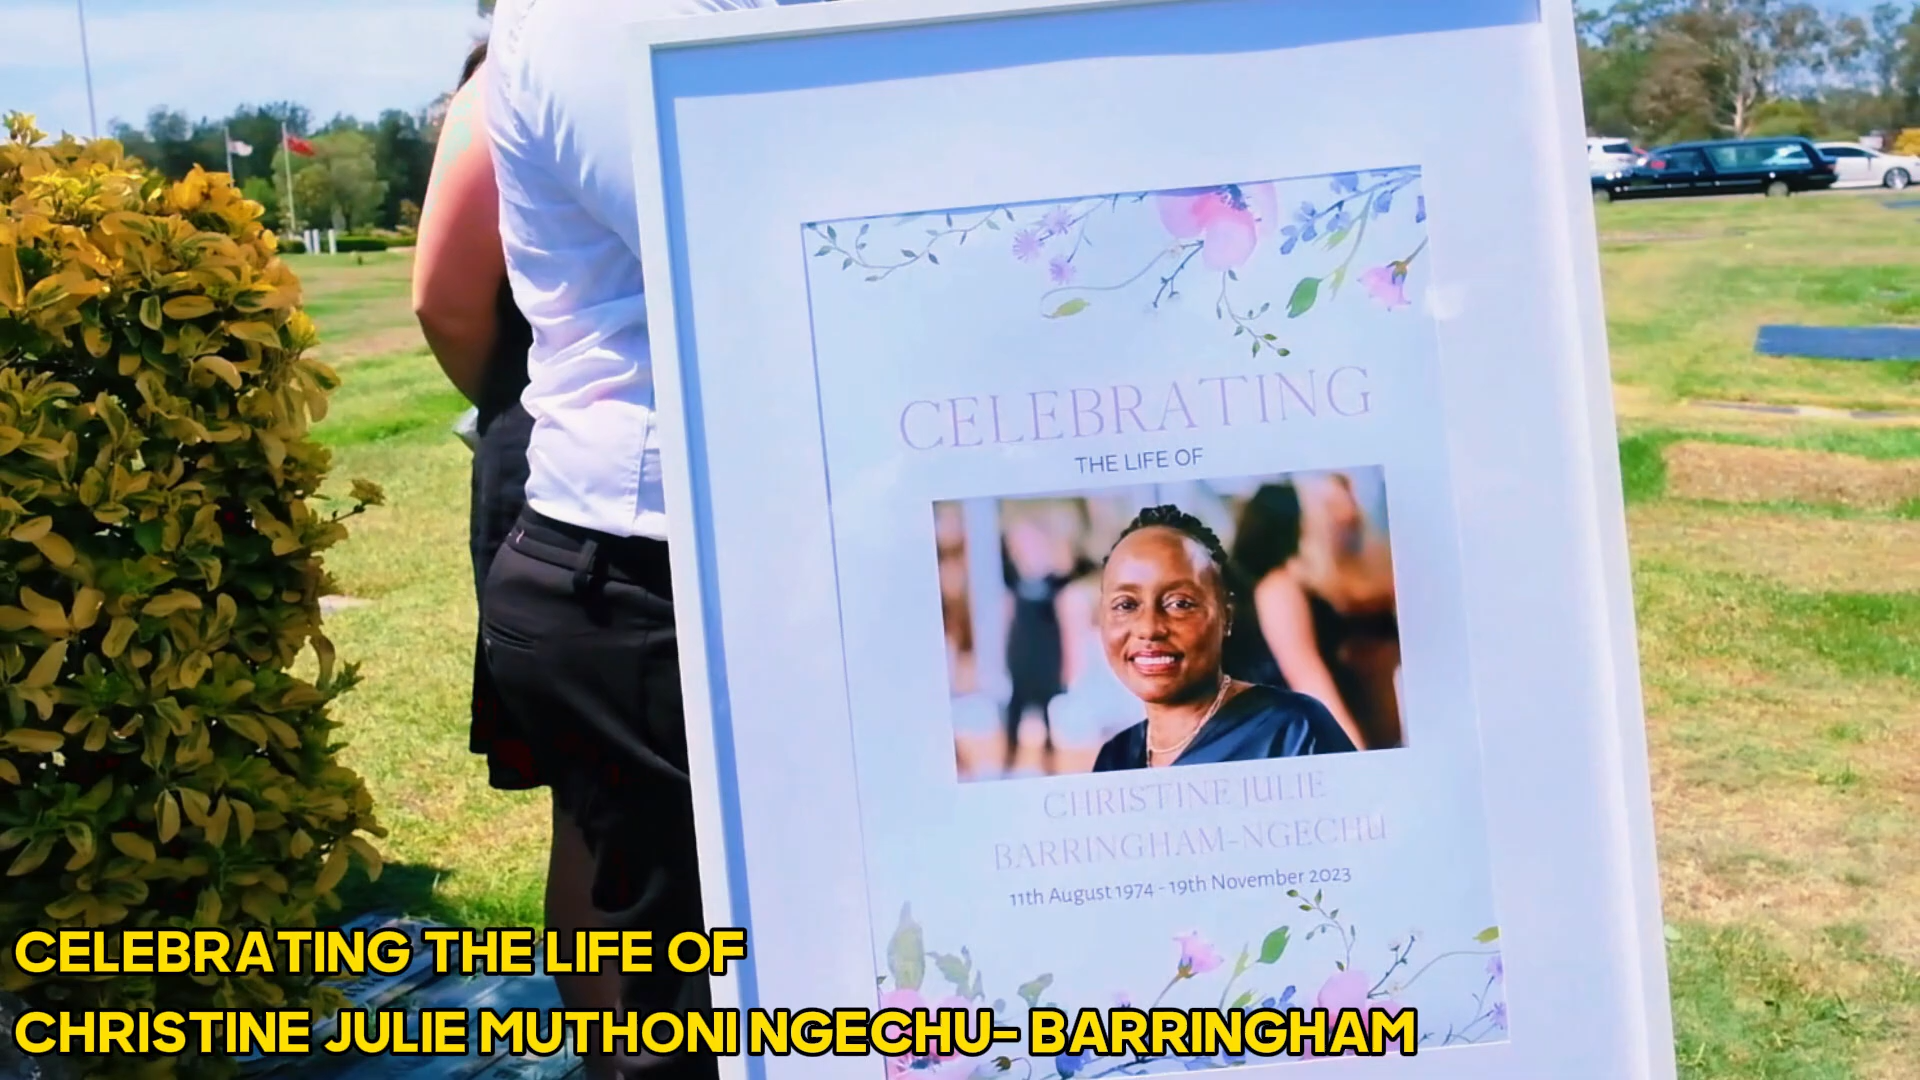 CELEBRATING
THE LIFE OF
CHRISTINE JULIE
BARRINGHAM-NGECHU
11th August 1974 - 19th November 2023
CELEBRATING THE LIFE OF
CHRISTINE JULIE MUTHONI NGECHU- BARRINGHAM